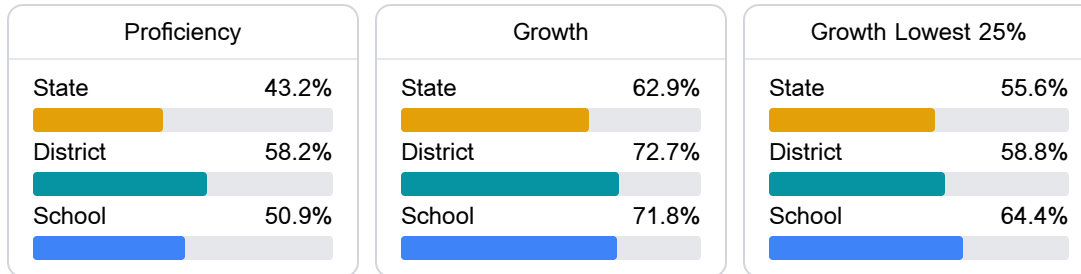 Proficiency
State 43.2%
District 58.2%
School 50.9%
Growth
State 62.9%
District 72.7%
School 71.8%
Growth Lowest 25%
State 55.6%
District 58.8%
School 64.4%